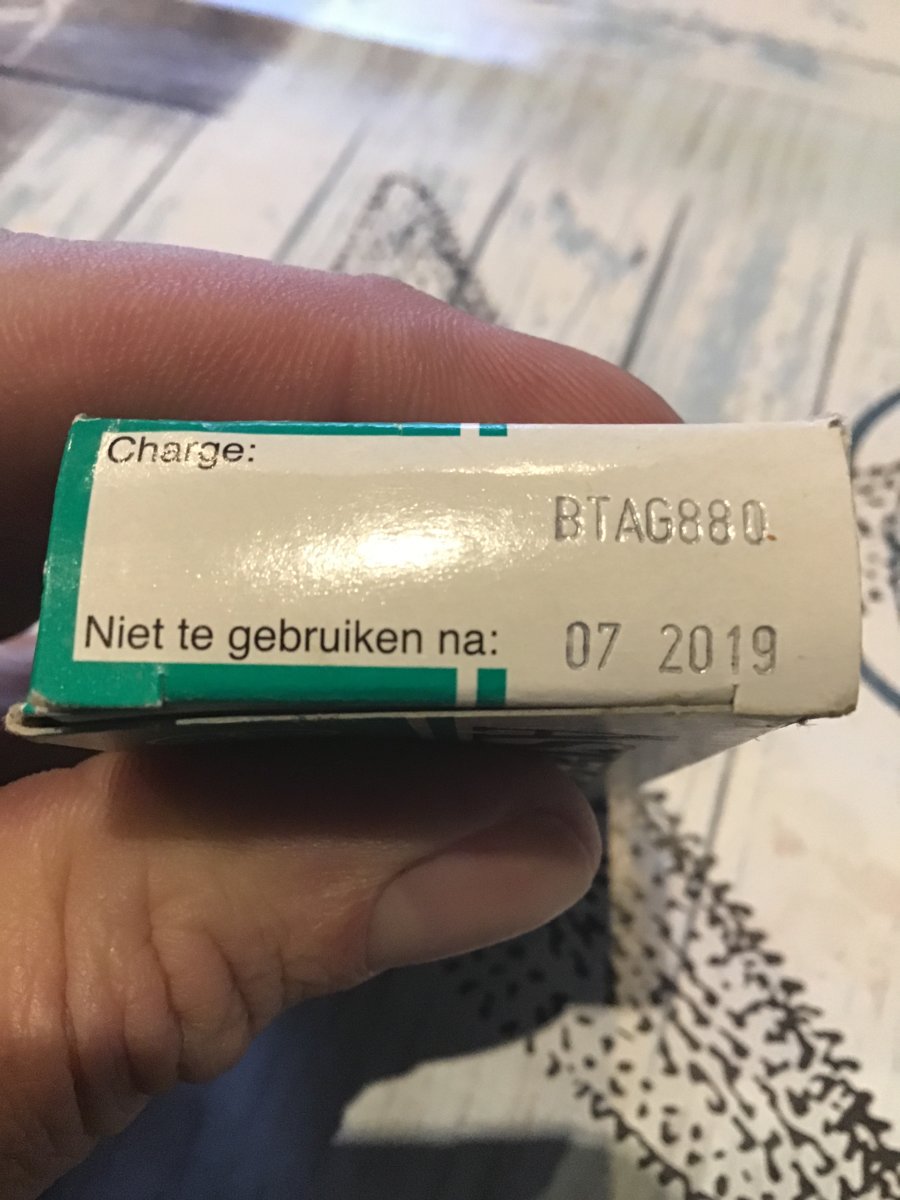 Charge:
BTAG880
Niet te gebruiken na: 07 2019